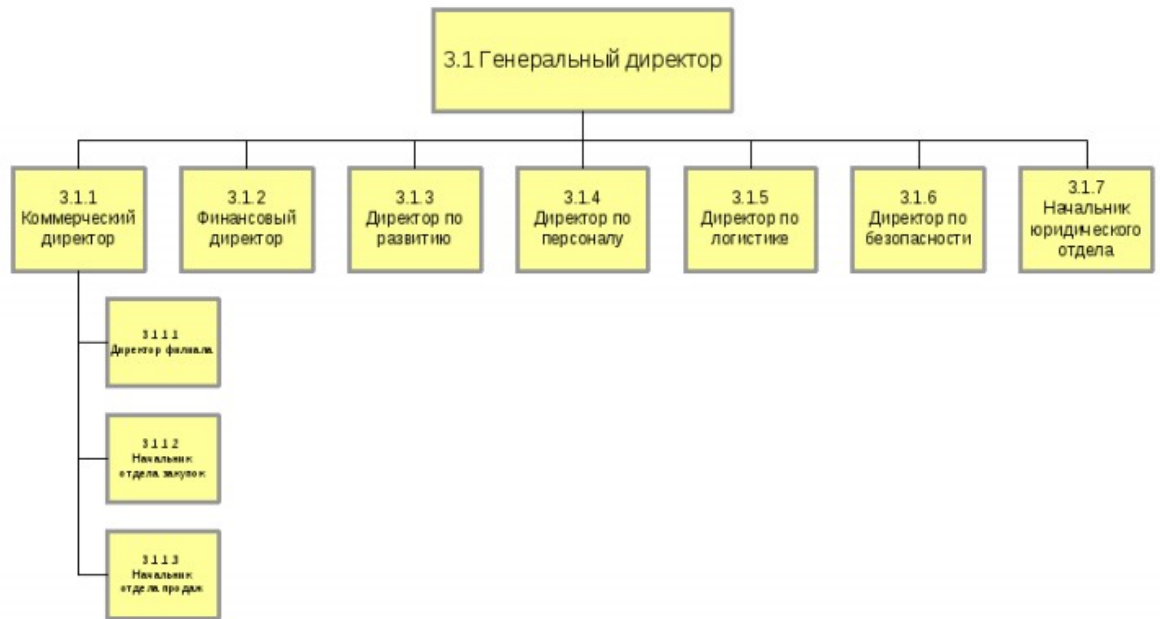 3.1 Генеральный директор
3.1.1
Коммерческий
директор
3.1.2
Финансовый
директор
3.1.3
Директор по
развитию
3.1.4
Директор по
персоналу
3.1.5
Директор по
логистике
3.1.6
Директор по
безопасности
3.1.7
Начальник
юридического
отдела
3.1.1.1
Директор филиала
3.1.1.2
Начальник
отдела закупок
3.1.1.3
Начальник
отдела продаж